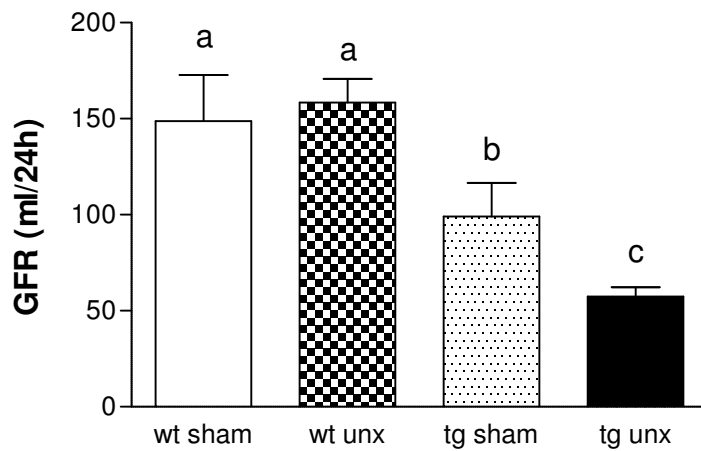 200
150
100
50
0
GFR (ml/24h)
a
a
b
c
wt sham
wt unx
tg sham
tg unx